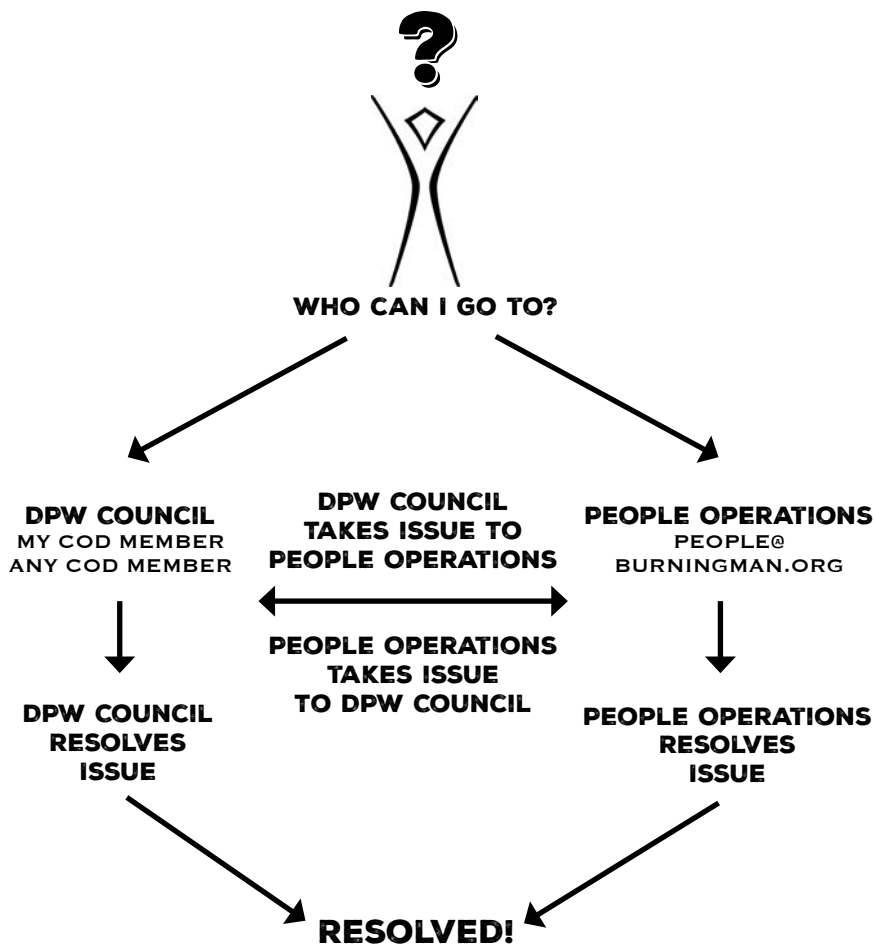 ?
WHO CAN I GO TO?
DPW COUNCIL
MY COD MEMBER
ANY COD MEMBER
DPW COUNCIL
TAKES ISSUE TO
PEOPLE OPERATIONS
PEOPLE OPERATIONS
TAKES ISSUE
TO DPW COUNCIL
PEOPLE OPERATIONS
PEOPLE@
BURNINGMAN.ORG
DPW COUNCIL
RESOLVES
ISSUE
PEOPLE OPERATIONS
RESOLVES
ISSUE
RESOLVED!